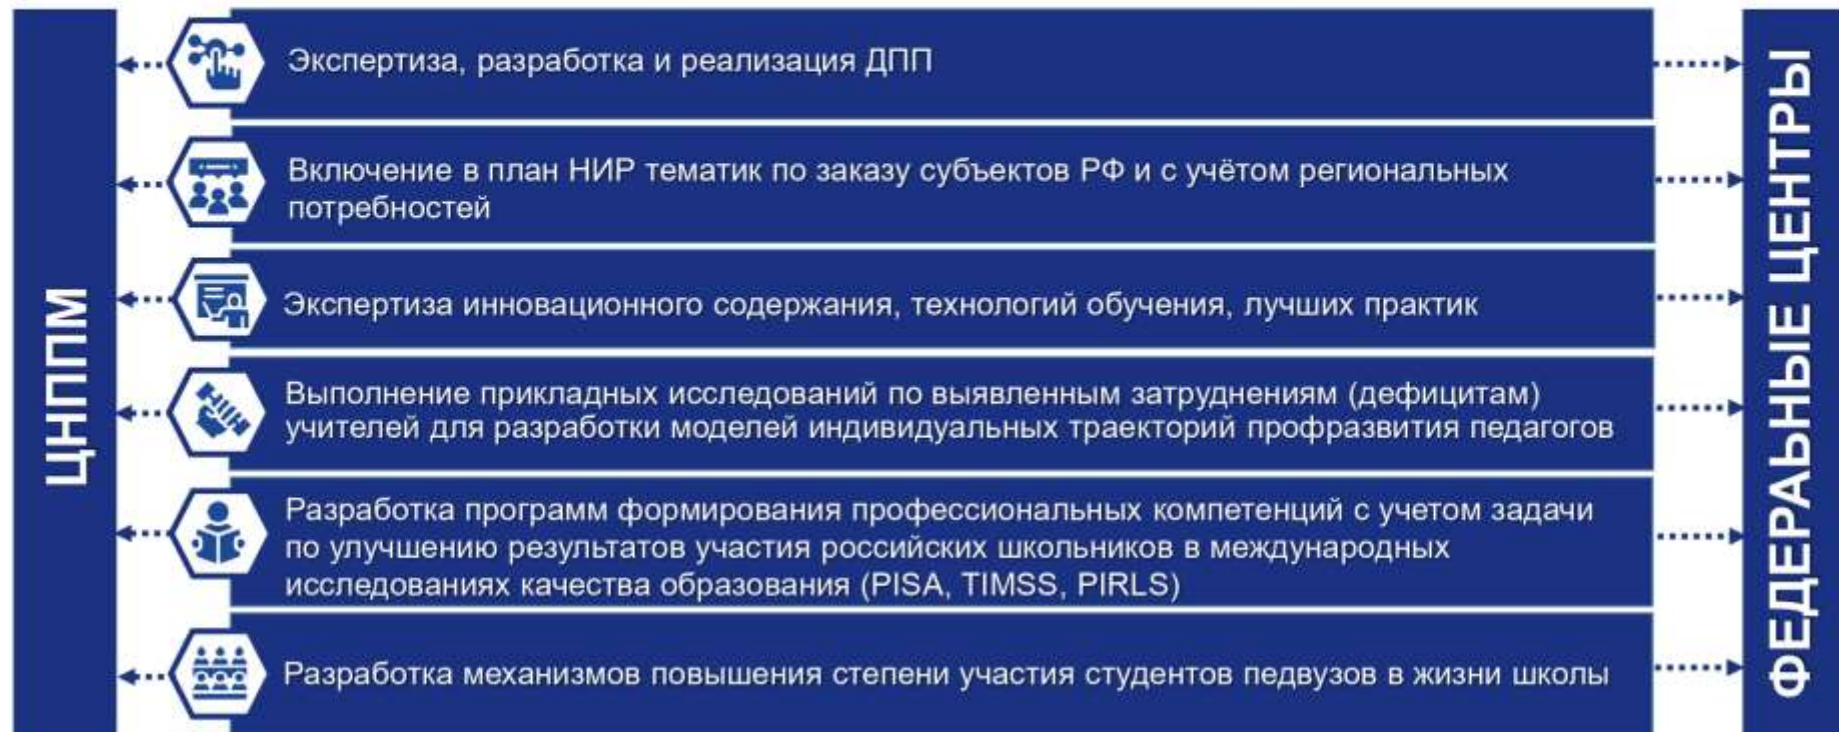 ЦНППМ
Экспертиза, разработка и реализация ДПП
Включение в план НИР тематик по заказу субъектов РФ и с учётом региональных
потребностей
Экспертиза инновационного содержания, технологий обучения, лучших практик
Выполнение прикладных исследований по выявленным затруднениям (дефицитам)
учителей для разработки моделей индивидуальных траекторий профразвития педагогов
Разработка программ формирования профессиональных компетенций с учетом задачи
по улучшению результатов участия российских школьников в международных
исследованиях качества образования (PISA, TIMSS, PIRLS)
Разработка механизмов повышения степени участия студентов педвузов в жизни школы
ФЕДЕРАЬНЫЕ ЦЕНТРЫ